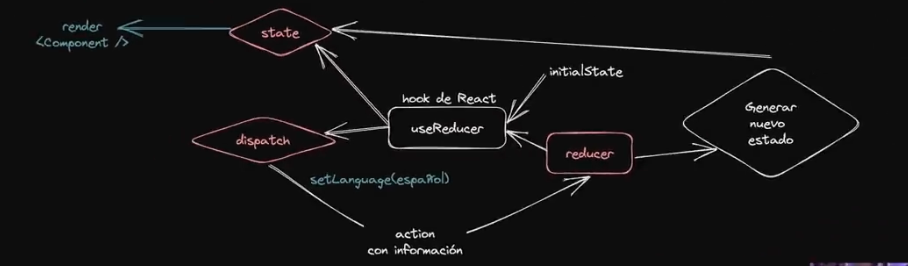 render
<Component />
state
initialState
hook de React
useReducer
Generar
nuevo
estado
dispatch
reducer
setLanguage(español)
action
con información